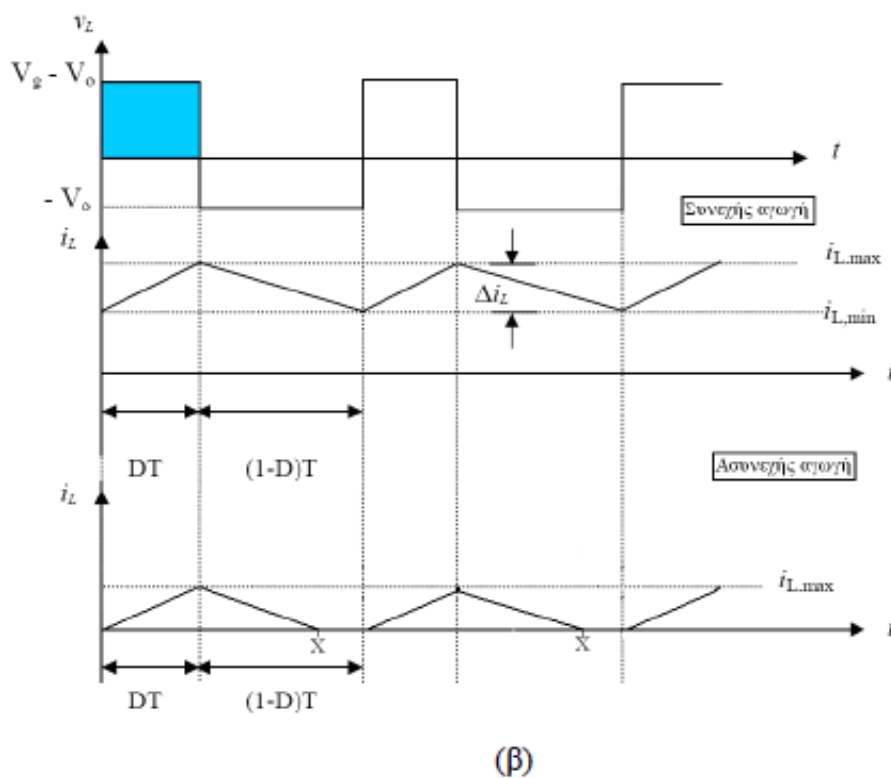 v_L
V_g - V_o
t
- V_o
Συνεχής αγωγή
i_L
i_L.max
Δi_L
i_L,min
t
DT (1-D)T
Ασυνεχής αγωγή
i_L
i_L.max
t
X X
DT (1-D)T
(β)